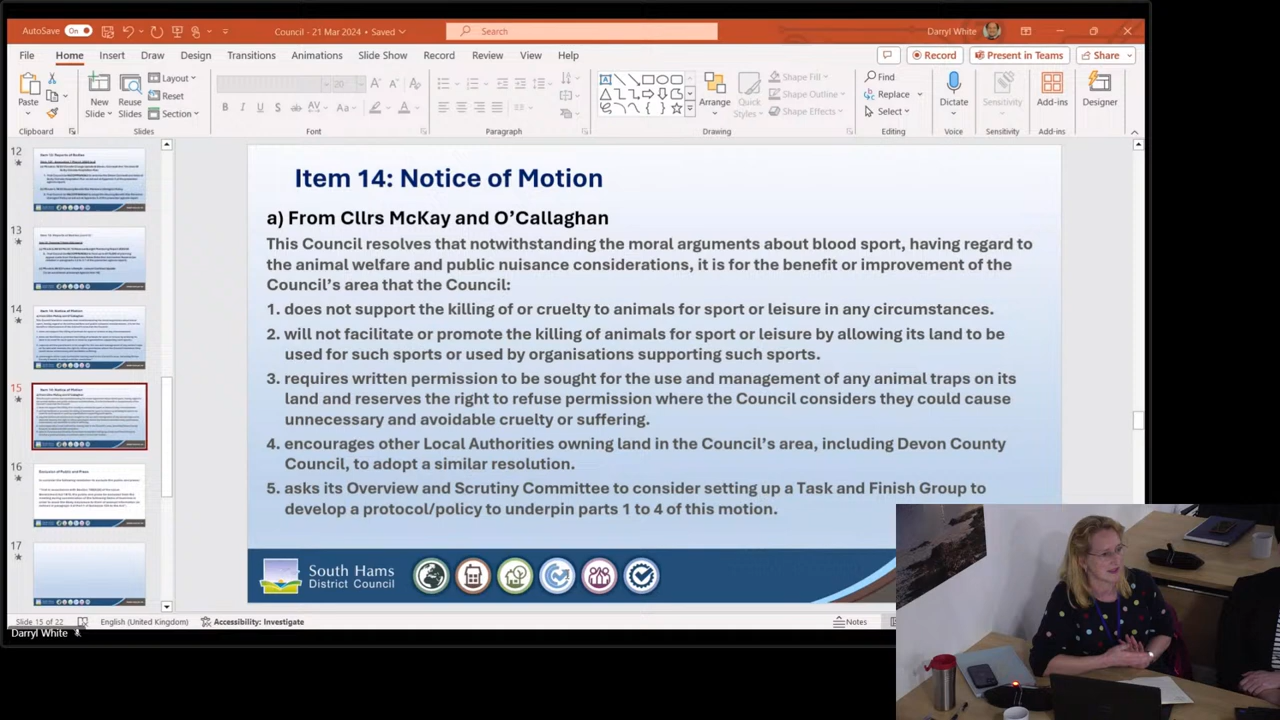 AutoSave On
Council - 21 Mar 2024 • Saved
Search
Darryl White
File Home Insert Draw Design Transitions Animations Slide Show Record Review View Help
Record
Present in Teams
Share
Paste
Clipboard
New Slide
Reuse Slides
Layout
Reset
Section
Slides
Font
Paragraph
Arrange
Quick Styles
Shape Fill
Shape Outline
Shape Effects
Drawing
Find
Replace
Select
Editing
Dictate
Voice
Sensitivity
Sensitivity
Add-ins
Add-ins
Designer
12
13
14
15
16
17
Item 14: Notice of Motion
a) From Cllrs McKay and O’Callaghan
This Council resolves that notwithstanding the moral arguments about blood sport, having regard to
the animal welfare and public nuisance considerations, it is for the benefit or improvement of the
Council’s area that the Council:
1. does not support the killing of or cruelty to animals for sport or leisure in any circumstances.
2. will not facilitate or promote the killing of animals for sport or leisure by allowing its land to be
used for such sports or used by organisations supporting such sports.
3. requires written permission to be sought for the use and management of any animal traps on its
land and reserves the right to refuse permission where the Council considers they could cause
unnecessary and avoidable cruelty or suffering.
4. encourages other Local Authorities owning land in the Council’s area, including Devon County
Council, to adopt a similar resolution.
5. asks its Overview and Scrutiny Committee to consider setting up a Task and Finish Group to
develop a protocol/policy to underpin parts 1 to 4 of this motion.
South Hams
District Council
Slide 15 of 22
English (United Kingdom)
Accessibility: Investigate
Notes
Darryl White